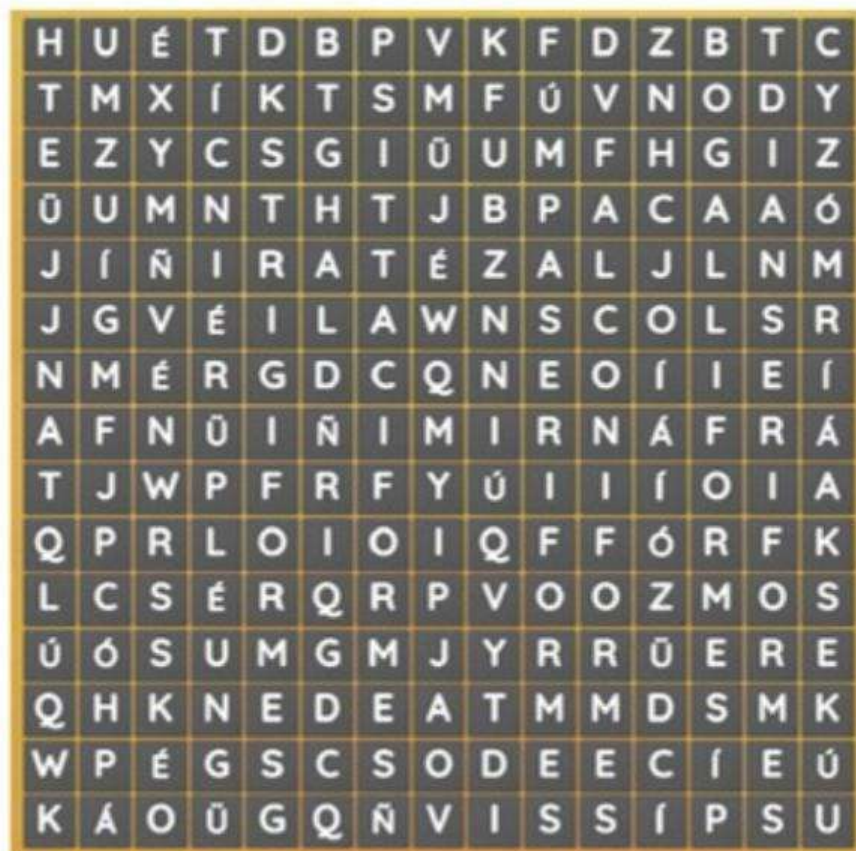 H U É T D B P V K F D Z B T C
T M X Í K T S M F Ú V N O D Y
E Z Y C S G I Ü U M F H G I Z
Ü U M N T H T J B P A C A A Ó
J Í Ñ I R A T É Z A L J L N M
J G V É I L A W N S C O L S R
N M É R G D C Q N E O Í I E Í
A F N Ü I Ñ I M I R N Á F R Á
T J W P F R F Y Ú I I Í O I A
Q P R L O I O I Q F F Ó R F K
L C S É R Q R P V O O Z M O S
Ú Ó S U M G M J Y R R Ü E R E
Q H K N E D E A T M M D S M K
W P É G S C S O D E E C Í E Ú
K Á O Ü G Q Ñ V I S S Í P S U